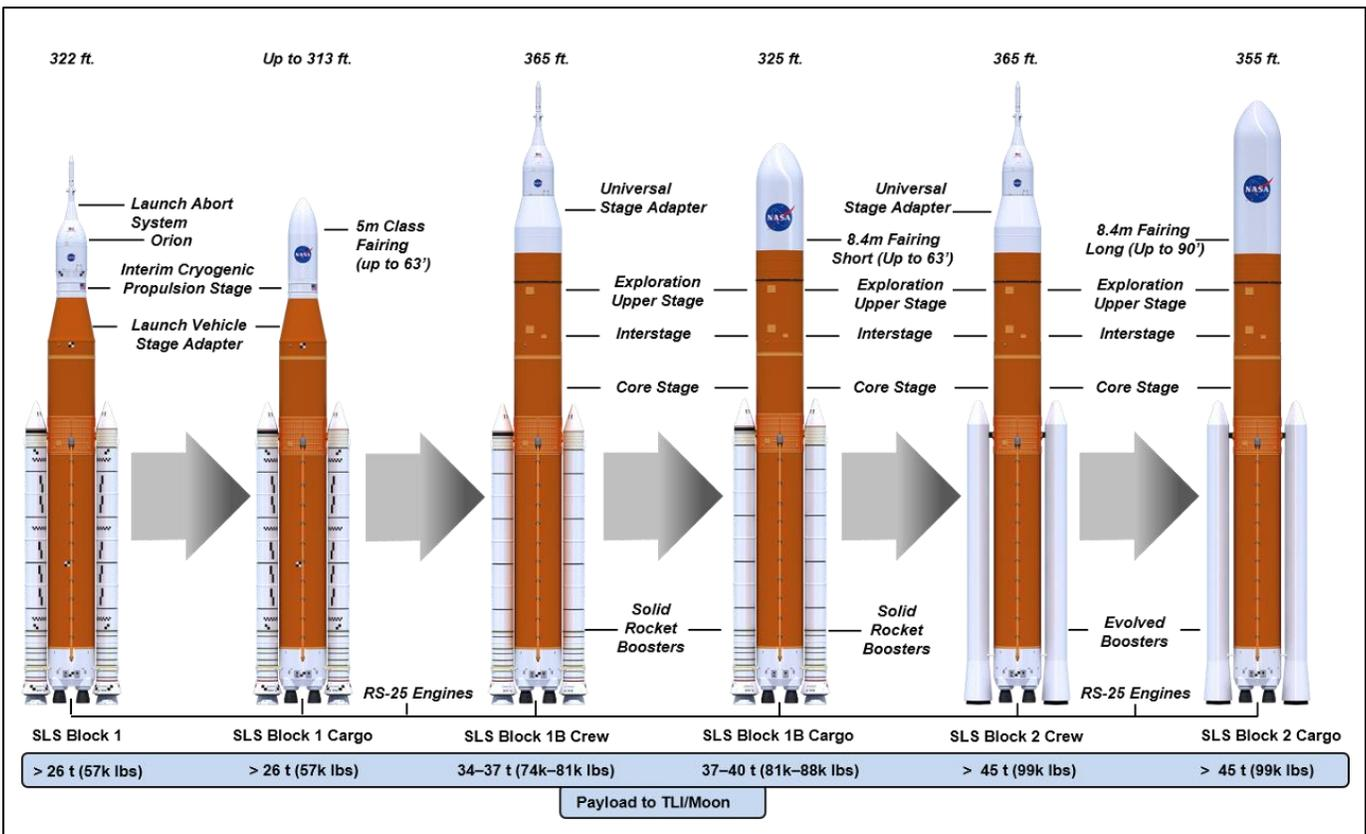 322 ft.
Up to 313 ft.
365 ft.
325 ft.
365 ft.
355 ft.
Launch Abort
System
Orion
Interim Cryogenic
Propulsion Stage
Launch Vehicle
Stage Adapter
5m Class
Fairing
(up to 63’)
Universal
Stage Adapter
Exploration
Upper Stage
Interstage
Core Stage
Solid
Rocket
Boosters
NASA
8.4m Fairing
Short (Up to 63’)
Universal
Stage Adapter
Exploration
Upper Stage
Interstage
Core Stage
Solid
Rocket
Boosters
8.4m Fairing
Long (Up to 90’)
Exploration
Upper Stage
Interstage
Core Stage
Evolved
Boosters
NASA
NASA
RS-25 Engines
RS-25 Engines
SLS Block 1
SLS Block 1 Cargo
SLS Block 1B Crew
SLS Block 1B Cargo
SLS Block 2 Crew
SLS Block 2 Cargo
> 26 t (57k lbs)
> 26 t (57k lbs)
34–37 t (74k–81k lbs)
37–40 t (81k–88k lbs)
> 45 t (99k lbs)
> 45 t (99k lbs)
Payload to TLI/Moon